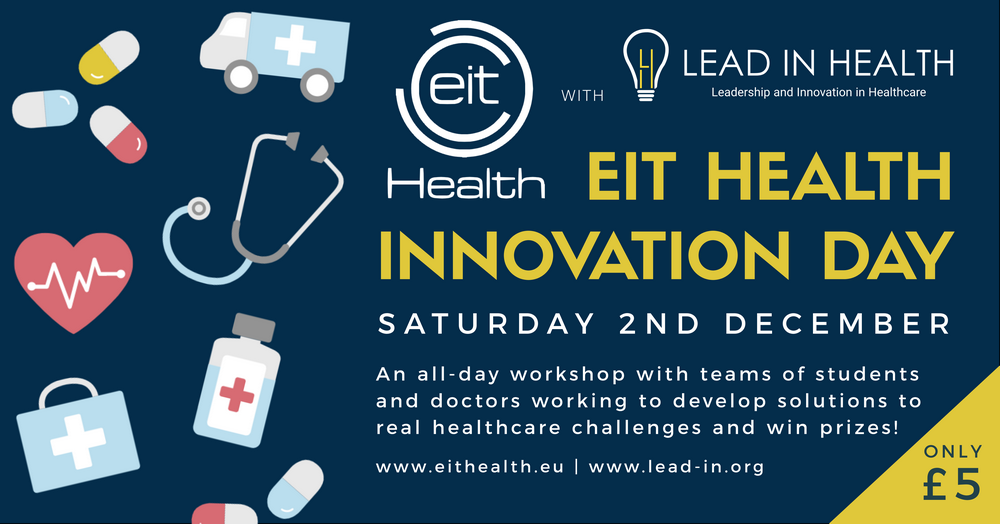 eit
Health
WITH
LH
LEAD IN HEALTH
Leadership and Innovation in Healthcare
EIT HEALTH
INNOVATION DAY
SATURDAY 2ND DECEMBER
An all-day workshop with teams of students
and doctors working to develop solutions to
real healthcare challenges and win prizes!
www.eithealth.eu | www.lead-in.org
ONLY
£5